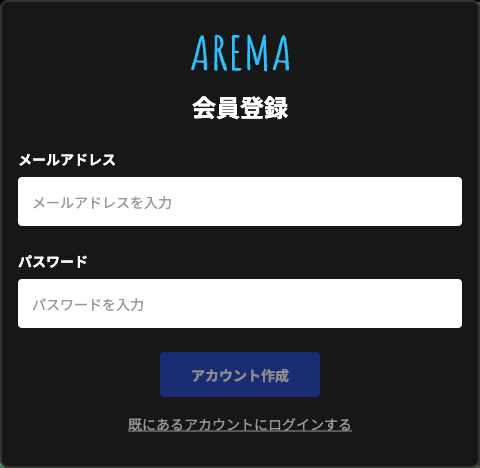 AREMA
会員登録
メールアドレス
メールアドレスを入力
パスワード
パスワードを入力
アカウント作成
既にあるアカウントにログインする